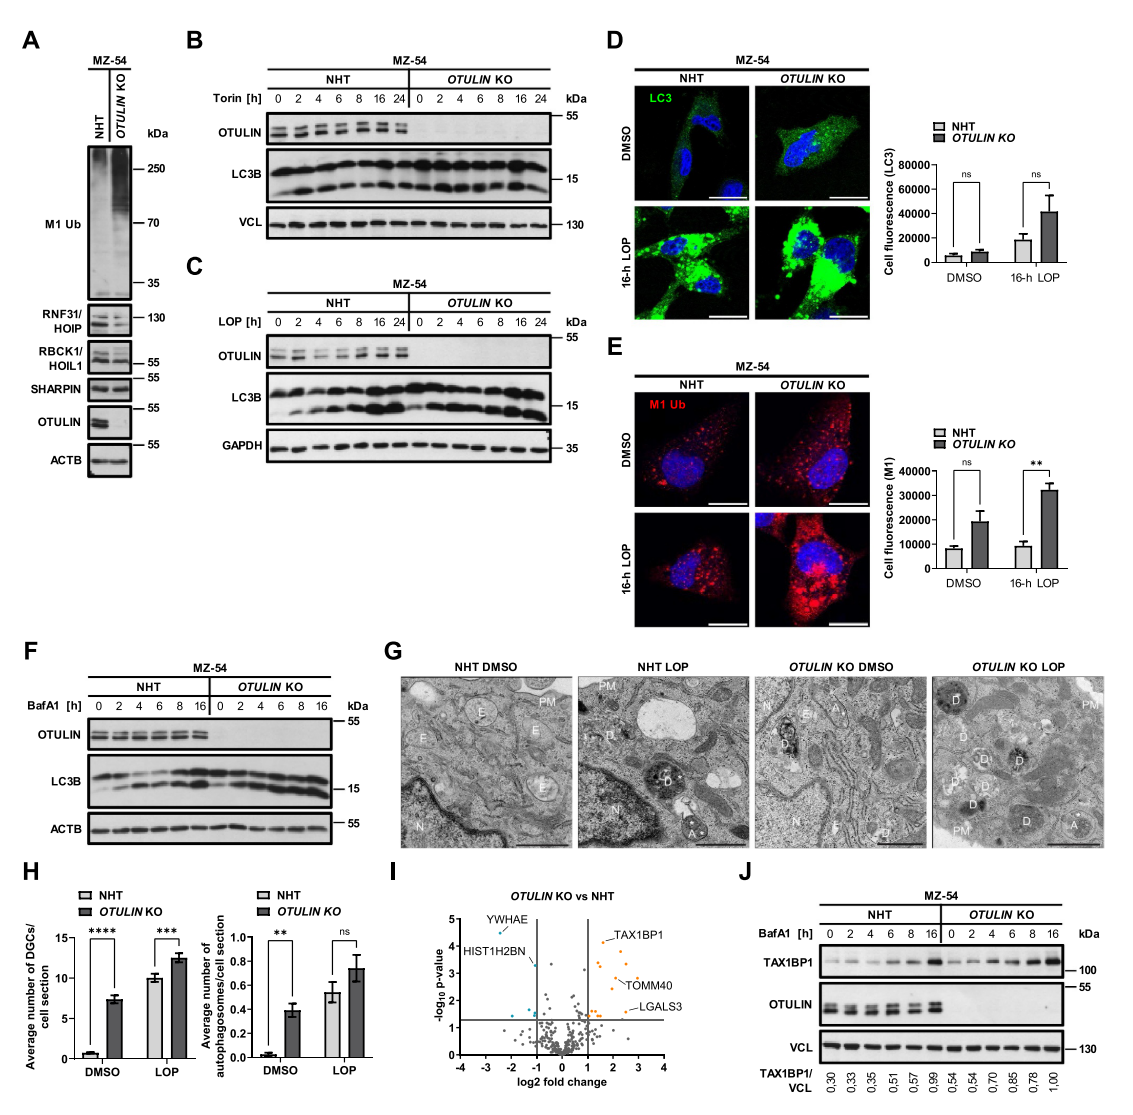 A
MZ-54
NHT
OTULIN KO
kDa
M1 Ub
250
70
35
RNF31/
HOIP
130
RBCK1/
HOIL1
55
SHARPIN
55
OTULIN
55
ACTB
55
B
MZ-54
NHT OTULIN KO
Torin [h] 0 2 4 6 8 16 24 0 2 4 6 8 16 24 kDa
OTULIN
55
LC3B
15
VCL
130
C
MZ-54
NHT OTULIN KO
LOP [h] 0 2 4 6 8 16 24 0 2 4 6 8 16 24 kDa
OTULIN
55
LC3B
15
GAPDH
35
D
MZ-54
NHT OTULIN KO
LC3
DMSO
16-h LOP
NHT
OTULIN KO
Cell fluorescence (LC3)
80000
60000
40000
20000
0
ns
ns
DMSO 16-h LOP
E
MZ-54
NHT OTULIN KO
M1 Ub
DMSO
16-h LOP
NHT
OTULIN KO
Cell fluorescence (M1)
40000
30000
20000
10000
0
ns
**
DMSO 16-h LOP
F
MZ-54
NHT OTULIN KO
BafA1 [h] 0 2 4 6 8 16 0 2 4 6 8 16 kDa
OTULIN
55
LC3B
15
ACTB
55
G
NHT DMSO
PM
E
E
E
E
N
NHT LOP
PM
D
D
N
A
OTULIN KO DMSO
N
A
E
D
N
E
D
OTULIN KO LOP
D
PM
D
D
D
D
D
D
D
PM
A
H
NHT
OTULIN KO
Average number of DGCs/
cell section
15
10
5
0
****
***
DMSO LOP
NHT
OTULIN KO
Average number of
autophagosomes/cell section
1.0
0.8
0.6
0.4
0.2
0.0
**
ns
DMSO LOP
I
OTULIN KO vs NHT
-log10 p-value
5
4
3
2
1
0
YWHAE
HIST1H2BN
TAX1BP1
TOMM40
LGALS3
-4 -3 -2 -1 0 1 2 3 4
log2 fold change
J
MZ-54
NHT OTULIN KO
BafA1 [h] 0 2 4 6 8 16 0 2 4 6 8 16 kDa
TAX1BP1
100
OTULIN
55
VCL
130
TAX1BP1/
VCL
0,30 0,33 0,35 0,51 0,57 0,99 0,54 0,54 0,70 0,85 0,78 1,00